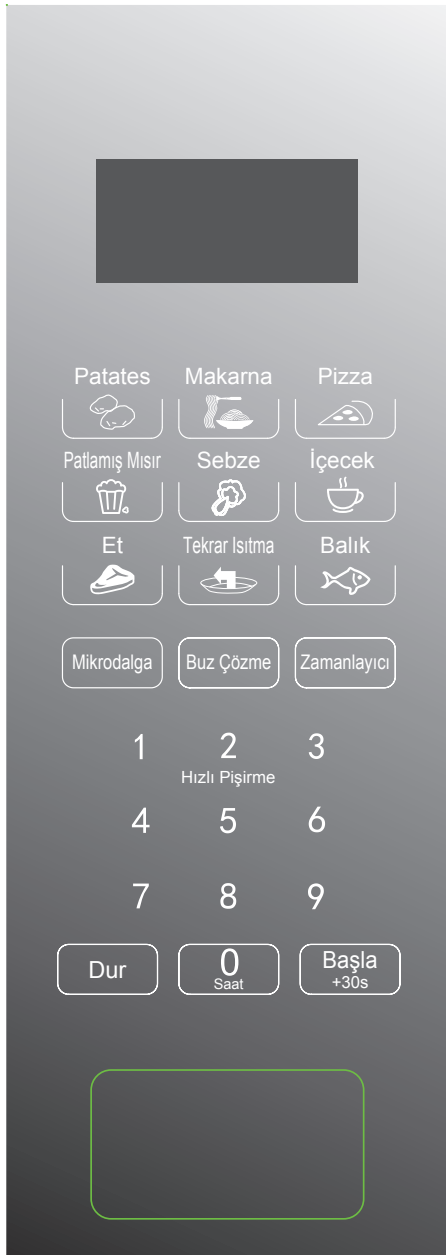 Patates Makarna Pizza
Patlamış Mısır Sebze İçecek
Et Tekrar Isıtma Balık
Mikrodalga Buz Çözme Zamanlayıcı
1 2 3
Hızlı Pişirme
4 5 6
7 8 9
Dur 0 Başla
Saat +30s